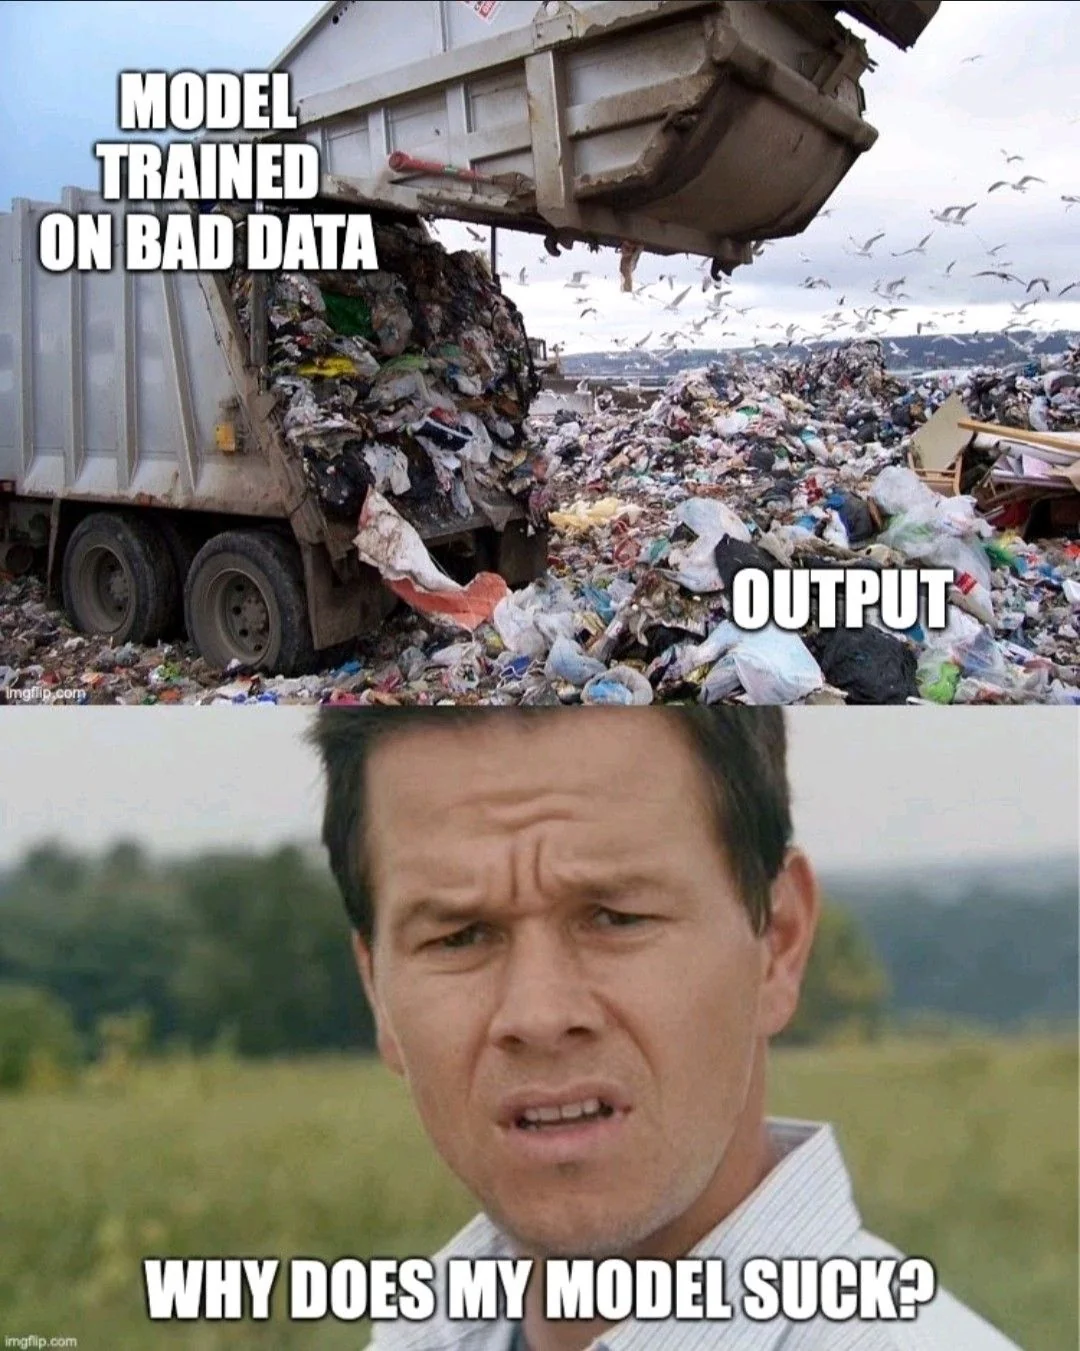 MODEL
TRAINED
ON BAD DATA
OUTPUT
imgflip.com
WHY DOES MY MODEL SUCK?
imgflip.com